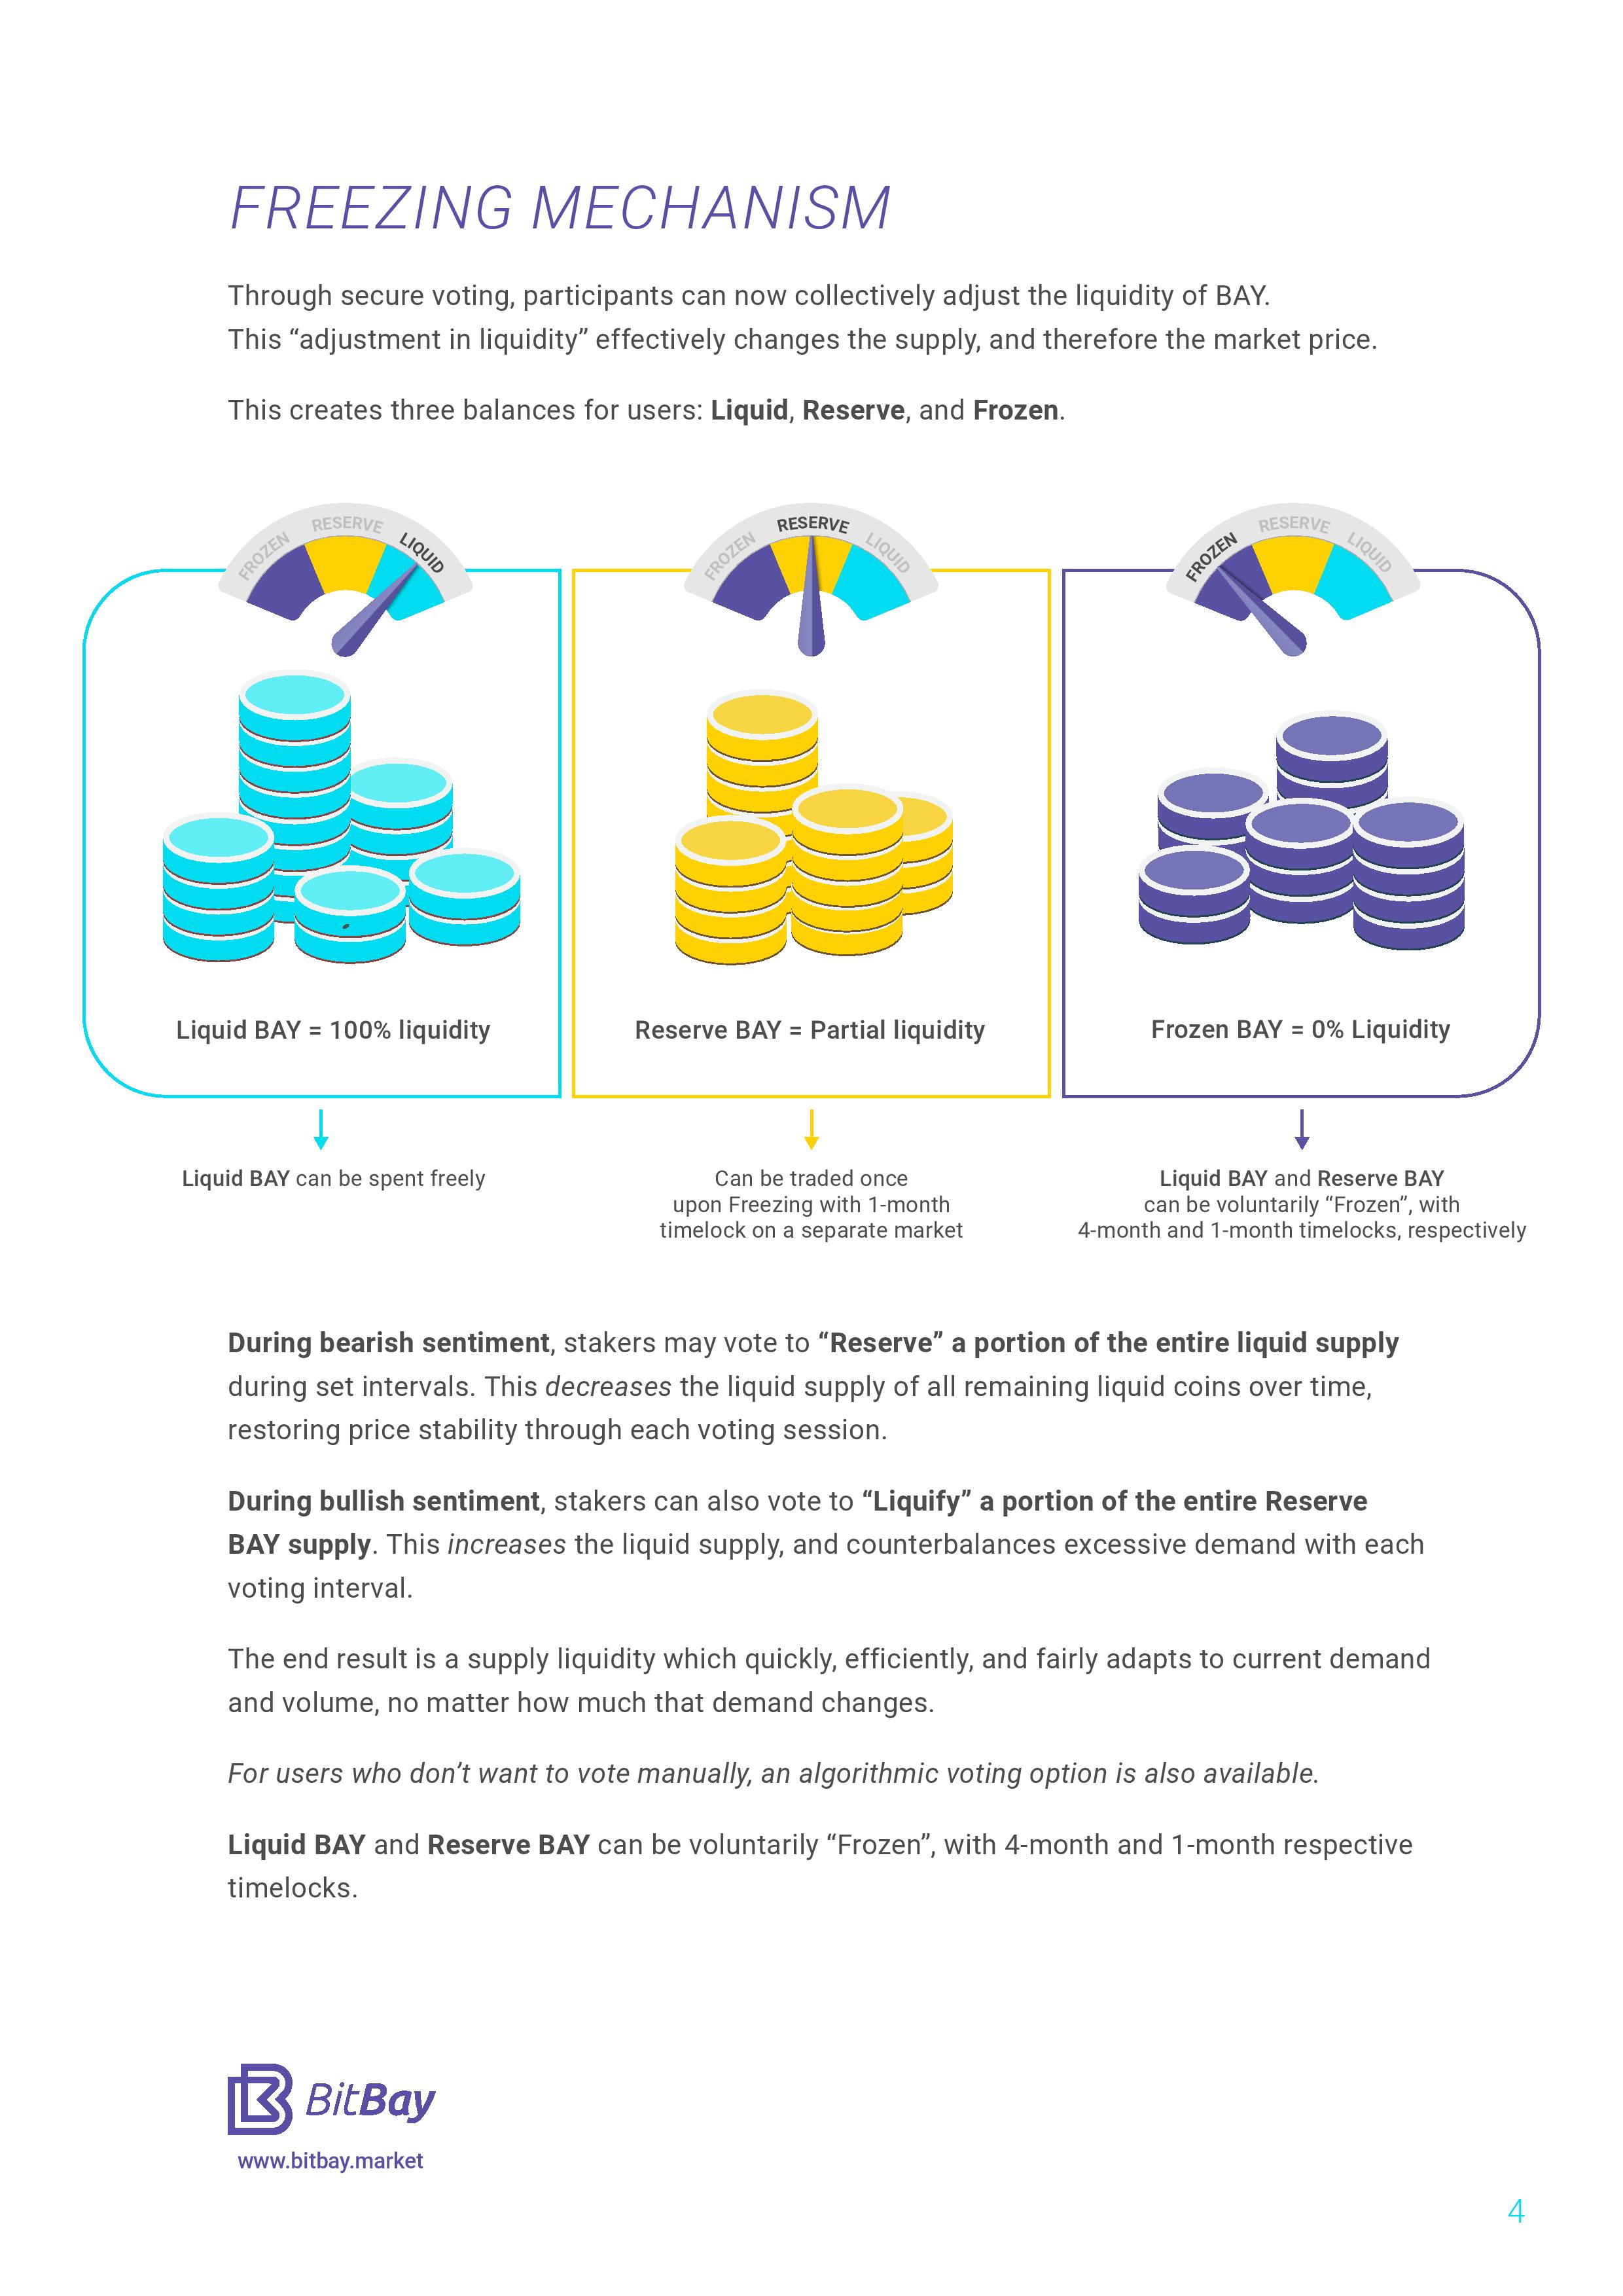 FREEZING MECHANISM
Through secure voting, participants can now collectively adjust the liquidity of BAY.
This “adjustment in liquidity” effectively changes the supply, and therefore the market price.
This creates three balances for users: Liquid, Reserve, and Frozen.
FROZEN RESERVE LIQUID
FROZEN RESERVE LIQUID
FROZEN RESERVE LIQUID
Liquid BAY = 100% liquidity
Reserve BAY = Partial liquidity
Frozen BAY = 0% Liquidity
Liquid BAY can be spent freely
Can be traded once
upon Freezing with 1-month
timelock on a separate market
Liquid BAY and Reserve BAY
can be voluntarily “Frozen”, with
4-month and 1-month timelocks, respectively
During bearish sentiment, stakers may vote to “Reserve” a portion of the entire liquid supply
during set intervals. This decreases the liquid supply of all remaining liquid coins over time,
restoring price stability through each voting session.
During bullish sentiment, stakers can also vote to “Liquify” a portion of the entire Reserve
BAY supply. This increases the liquid supply, and counterbalances excessive demand with each
voting interval.
The end result is a supply liquidity which quickly, efficiently, and fairly adapts to current demand
and volume, no matter how much that demand changes.
For users who don’t want to vote manually, an algorithmic voting option is also available.
Liquid BAY and Reserve BAY can be voluntarily “Frozen”, with 4-month and 1-month respective
timelocks.
BitBay
www.bitbay.market
4